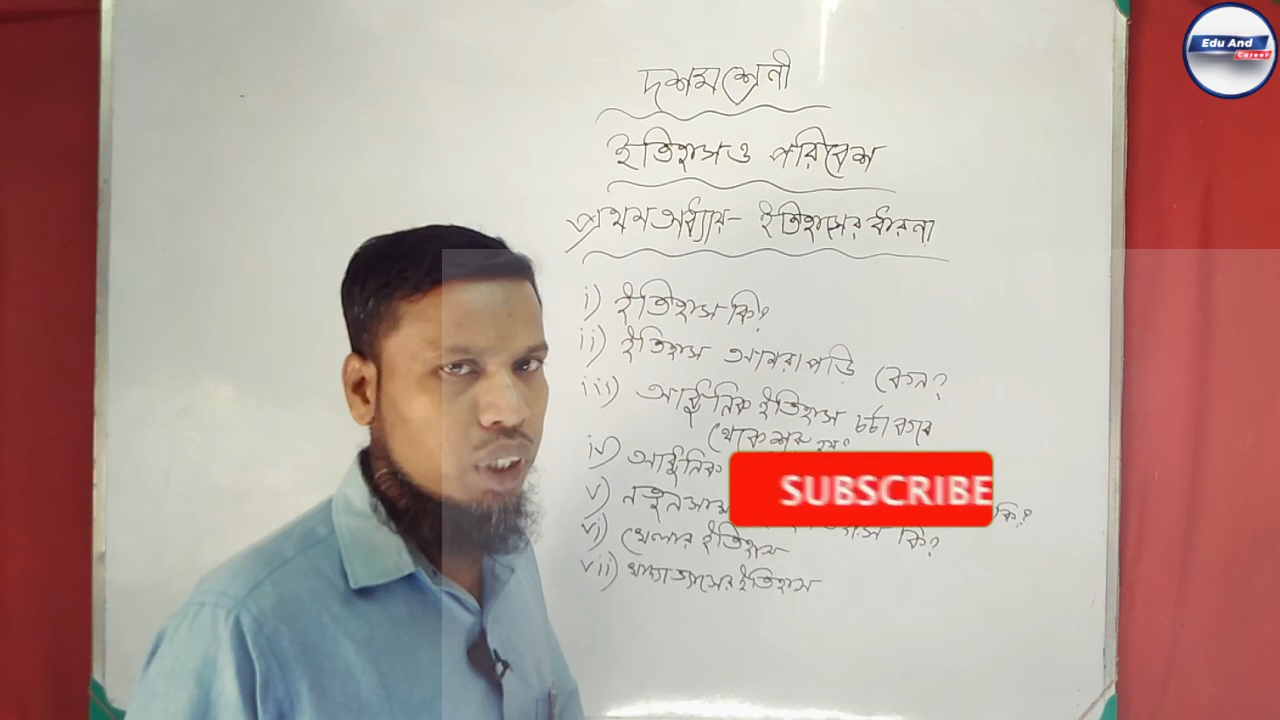 Edu And
Career
দশম শ্রেনী
ইতিহাস ও পরিবেশ
প্রথম অধ্যায় - ইতিহাসের ধারনা
i) ইতিহাস কি?
ii) ইতিহাস আমরা পড়ি কেন?
iii) আধুনিক ইতিহাস চর্চা কবে
থেকে শুরু হয়?
iv) আধুনিক কি?
SUBSCRIBE
v) নতুন কি?
vi) খেলার ইতিহাস
vii) খাদ্যাভ্যাসের ইতিহাস